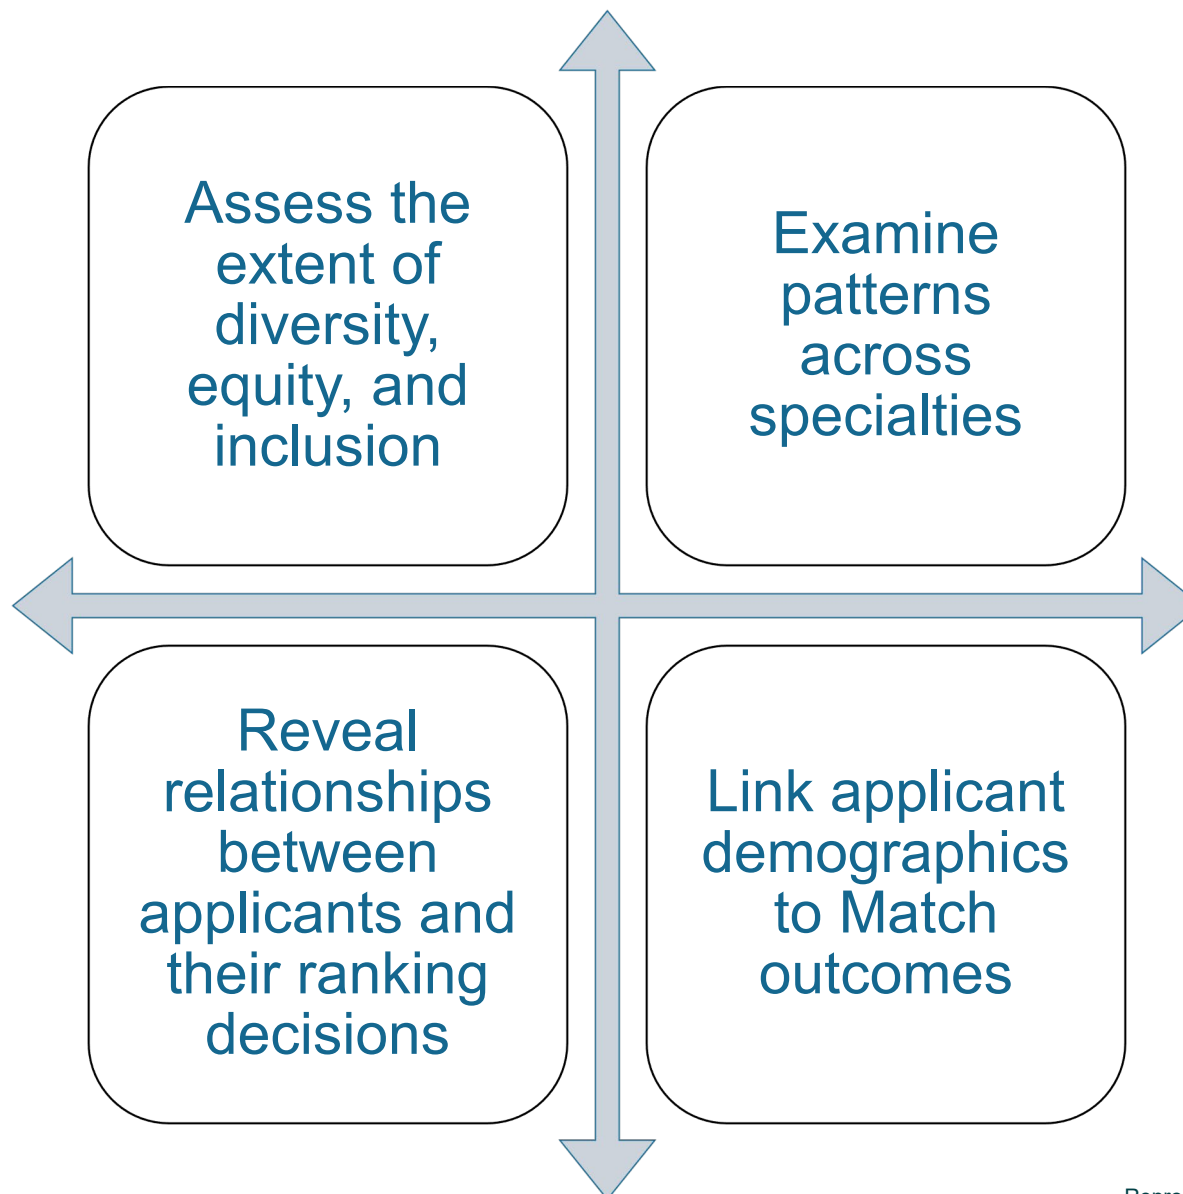 Assess the
extent of
diversity,
equity, and
inclusion
Examine
patterns
across
specialties
Reveal
relationships
between
applicants and
their ranking
decisions
Link applicant
demographics
to Match
outcomes